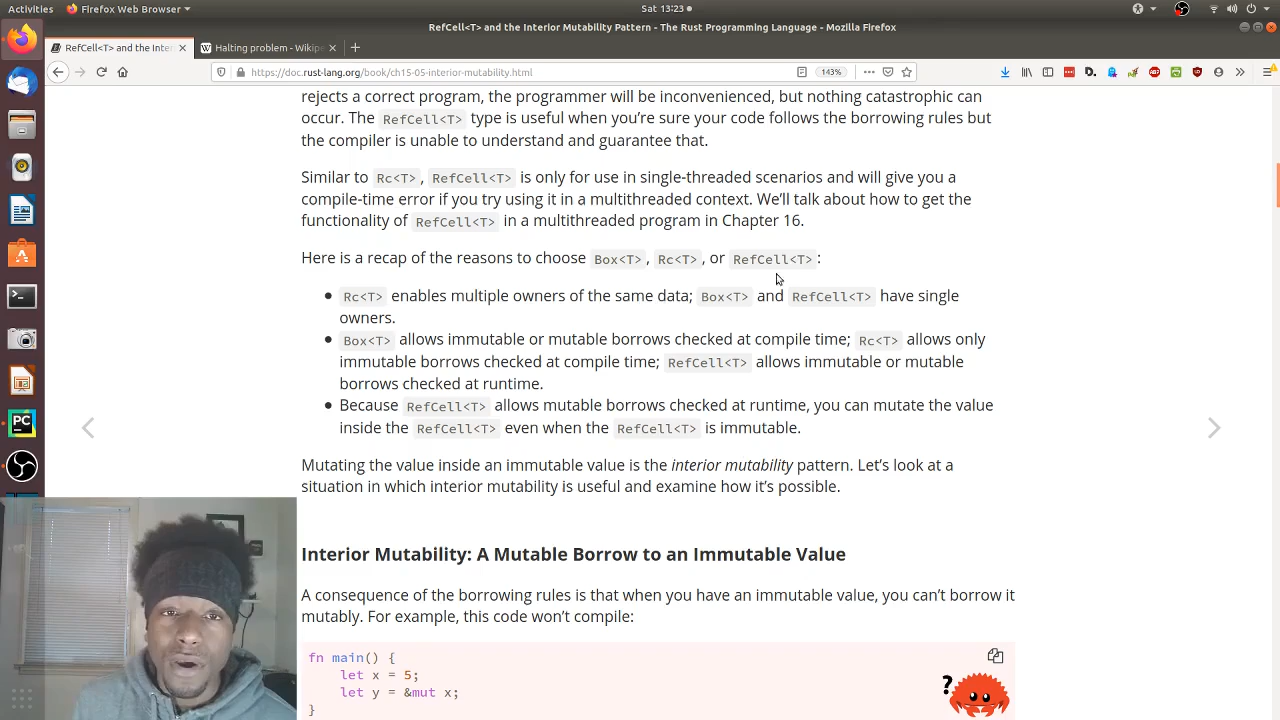 Activities
Firefox Web Browser
Sat 13:23
RefCell<T> and the Interior Mutability Pattern - The Rust Programming Language - Mozilla Firefox
RefCell<T> and the Inter
Halting problem - Wikipe
https://doc.rust-lang.org/book/ch15-05-interior-mutability.html
143%
rejects a correct program, the programmer will be inconvenienced, but nothing catastrophic can
occur. The RefCell<T> type is useful when you’re sure your code follows the borrowing rules but
the compiler is unable to understand and guarantee that.
Similar to Rc<T>, RefCell<T> is only for use in single-threaded scenarios and will give you a
compile-time error if you try using it in a multithreaded context. We’ll talk about how to get the
functionality of RefCell<T> in a multithreaded program in Chapter 16.
Here is a recap of the reasons to choose Box<T>, Rc<T>, or RefCell<T>:
Rc<T> enables multiple owners of the same data; Box<T> and RefCell<T> have single
owners.
Box<T> allows immutable or mutable borrows checked at compile time; Rc<T> allows only
immutable borrows checked at compile time; RefCell<T> allows immutable or mutable
borrows checked at runtime.
Because RefCell<T> allows mutable borrows checked at runtime, you can mutate the value
inside the RefCell<T> even when the RefCell<T> is immutable.
Mutating the value inside an immutable value is the interior mutability pattern. Let’s look at a
situation in which interior mutability is useful and examine how it’s possible.
Interior Mutability: A Mutable Borrow to an Immutable Value
A consequence of the borrowing rules is that when you have an immutable value, you can’t borrow it
mutably. For example, this code won’t compile:
fn main() {
let x = 5;
let y = &mut x;
}
?